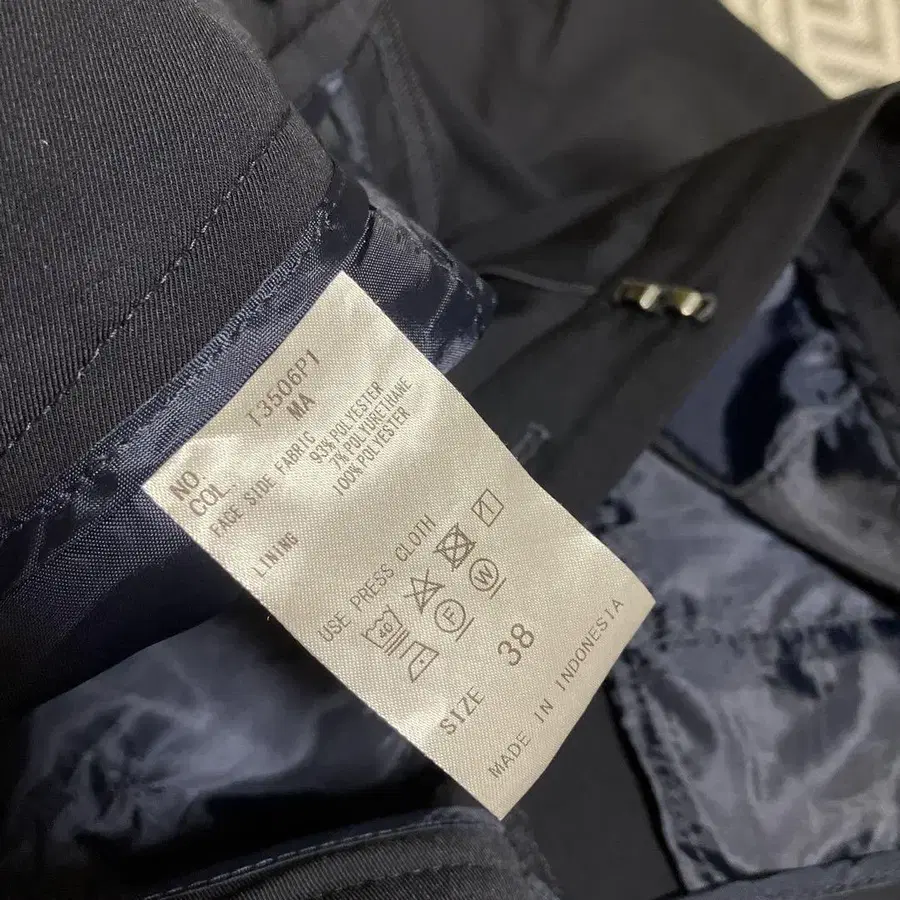 NO. T3506P1
COL. MA
FACE SIDE FABRIC 93% POLYESTER
7% POLYURETHANE
LINING 100% POLYESTER
USE PRESS CLOTH
40
F W
SIZE 38
MADE IN INDONESIA